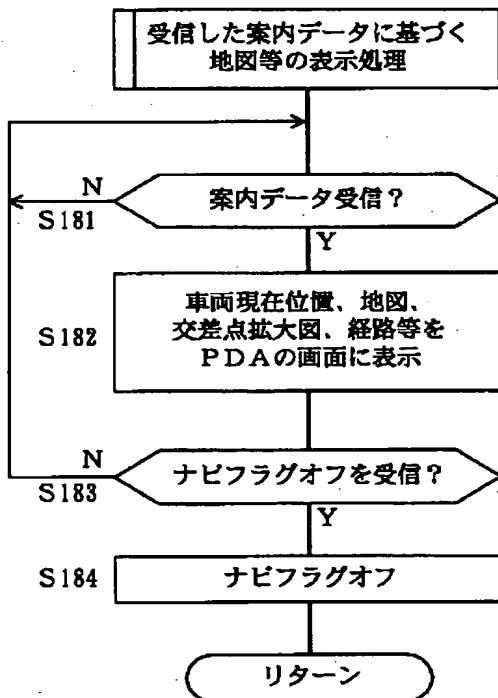 受信した案内データに基づく
地図等の表示処理
N
案内データ受信？
S181
Y
車両現在位置、地図、
S182
交差点拡大図、経路等を
ＰＤＡの画面に表示
N
ナビフラグオフを受信？
S183
Y
S184
ナビフラグオフ
リターン